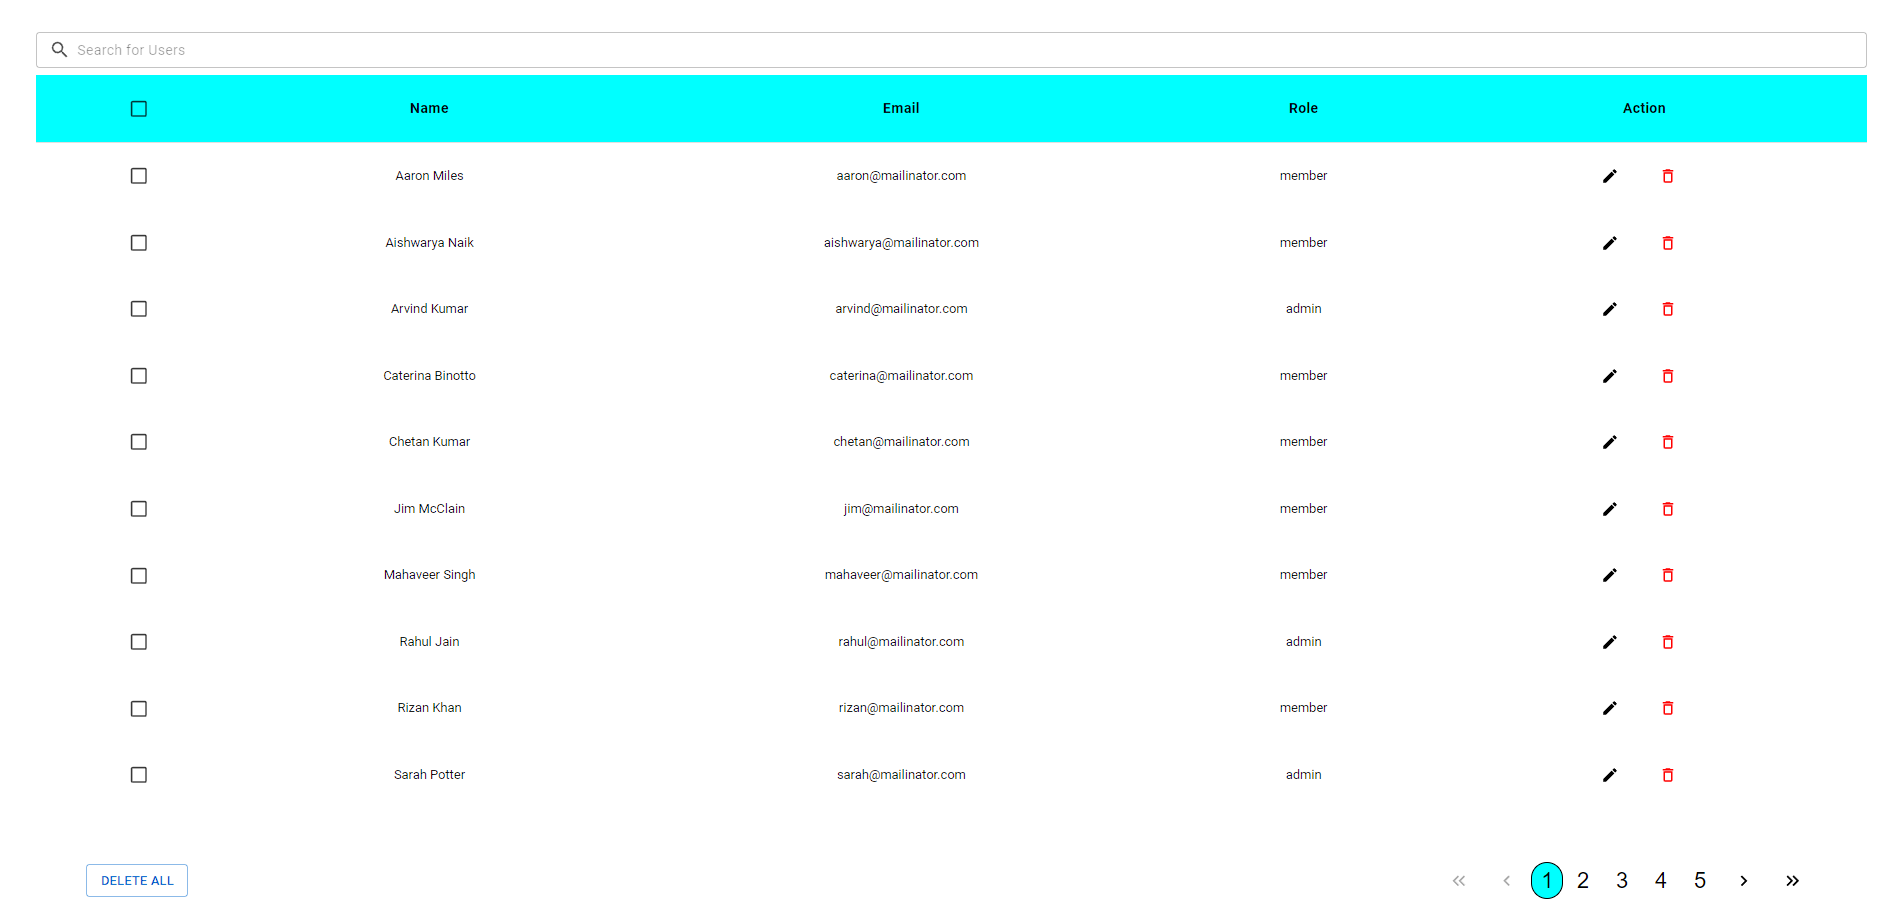 Search for Users
Name Email Role Action
Aaron Miles aaron@mailinator.com member
Aishwarya Naik aishwarya@mailinator.com member
Arvind Kumar arvind@mailinator.com admin
Caterina Binotto caterina@mailinator.com member
Chetan Kumar chetan@mailinator.com member
Jim McClain jim@mailinator.com member
Mahaveer Singh mahaveer@mailinator.com member
Rahul Jain rahul@mailinator.com admin
Rizan Khan rizan@mailinator.com member
Sarah Potter sarah@mailinator.com admin
DELETE ALL « ‹ 1 2 3 4 5 › »